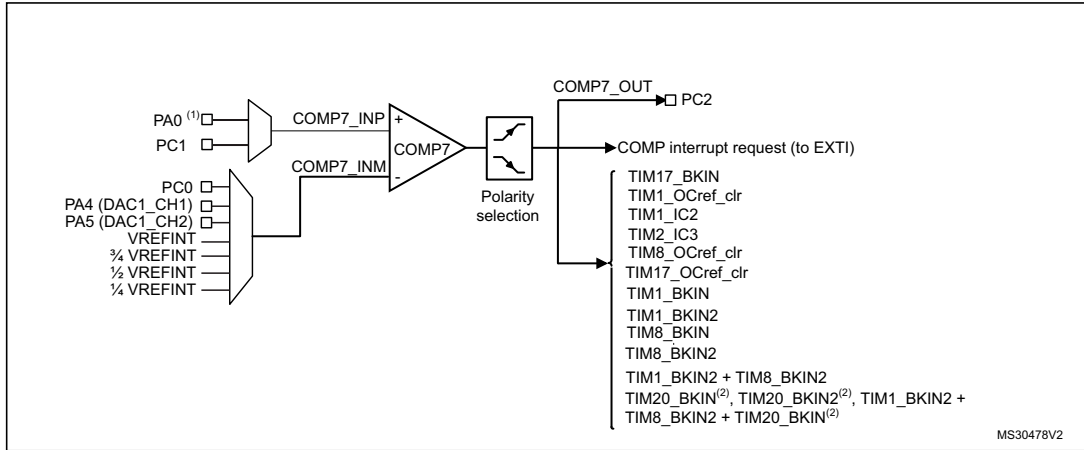 COMP7_OUT
PC2
PA0 (1)
PC1
COMP7_INP
+
COMP7
-
COMP7_INM
Polarity
selection
COMP interrupt request (to EXTI)
PC0
PA4 (DAC1_CH1)
PA5 (DAC1_CH2)
VREFINT
¾ VREFINT
½ VREFINT
¼ VREFINT
TIM17_BKIN
TIM1_OCref_clr
TIM1_IC2
TIM2_IC3
TIM8_OCref_clr
TIM17_OCref_clr
TIM1_BKIN
TIM1_BKIN2
TIM8_BKIN
TIM8_BKIN2
TIM1_BKIN2 + TIM8_BKIN2
TIM20_BKIN(2), TIM20_BKIN2(2), TIM1_BKIN2 +
TIM8_BKIN2 + TIM20_BKIN(2)
MS30478V2